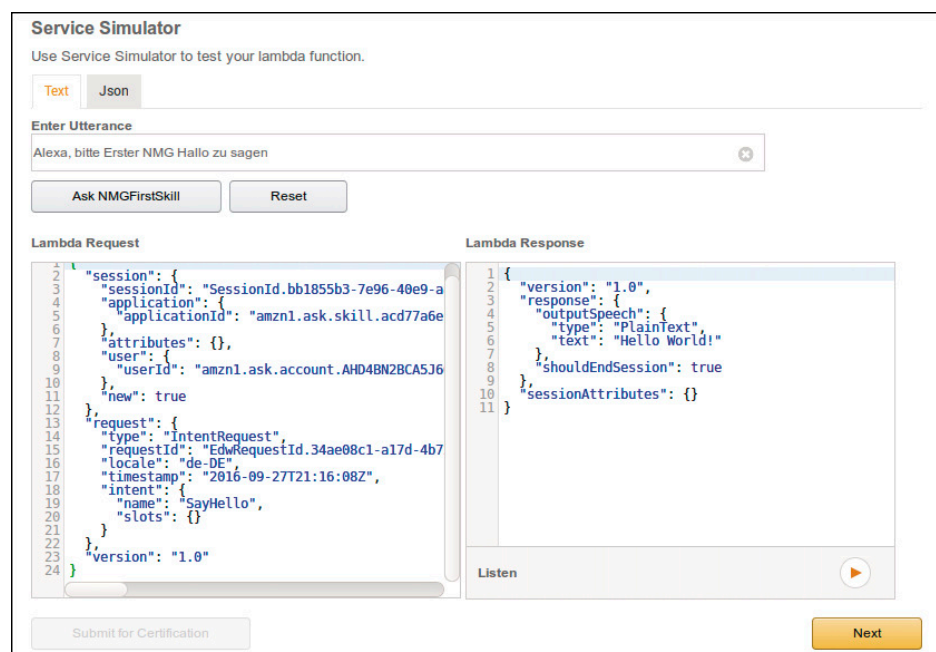 Service Simulator
Use Service Simulator to test your lambda function.
Text
Json
Enter Utterance
Alexa, bitte Erster NMG Hallo zu sagen
Ask NMGFirstSkill
Reset
Lambda Request
1 {
2 "session": {
3 "sessionId": "SessionId.bb1855b3-7e96-40e9-a
4 "application": {
5 "applicationId": "amzn1.ask.skill.acd77a6e
6 },
7 "attributes": {},
8 "user": {
9 "userId": "amzn1.ask.account.AHD4BN2BCA5J6
10 },
11 "new": true
12 },
13 "request": {
14 "type": "IntentRequest",
15 "requestId": "EdwRequestId.34ae08c1-a17d-4b7
16 "locale": "de-DE",
17 "timestamp": "2016-09-27T21:16:08Z",
18 "intent": {
19 "name": "SayHello",
20 "slots": {}
21 }
22 },
23 "version": "1.0"
24 }
Lambda Response
1 {
2 "version": "1.0",
3 "response": {
4 "outputSpeech": {
5 "type": "PlainText",
6 "text": "Hello World!"
7 },
8 "shouldEndSession": true
9 },
10 "sessionAttributes": {}
11 }
Listen
Submit for Certification
Next